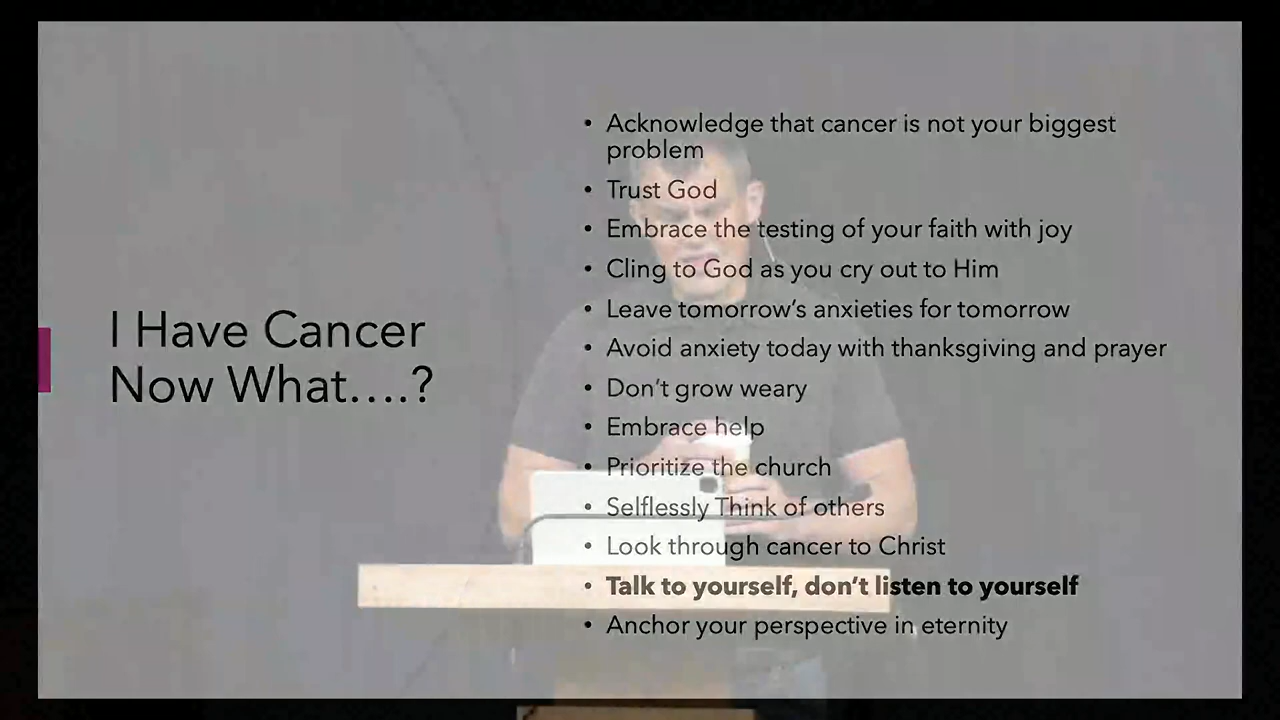 I Have Cancer
Now What....?
• Acknowledge that cancer is not your biggest
problem
• Trust God
• Embrace the testing of your faith with joy
• Cling to God as you cry out to Him
• Leave tomorrow's anxieties for tomorrow
• Avoid anxiety today with thanksgiving and prayer
• Don't grow weary
• Embrace help
• Prioritize the church
• Selflessly Think of others
• Look through cancer to Christ
• Talk to yourself, don't listen to yourself
• Anchor your perspective in eternity